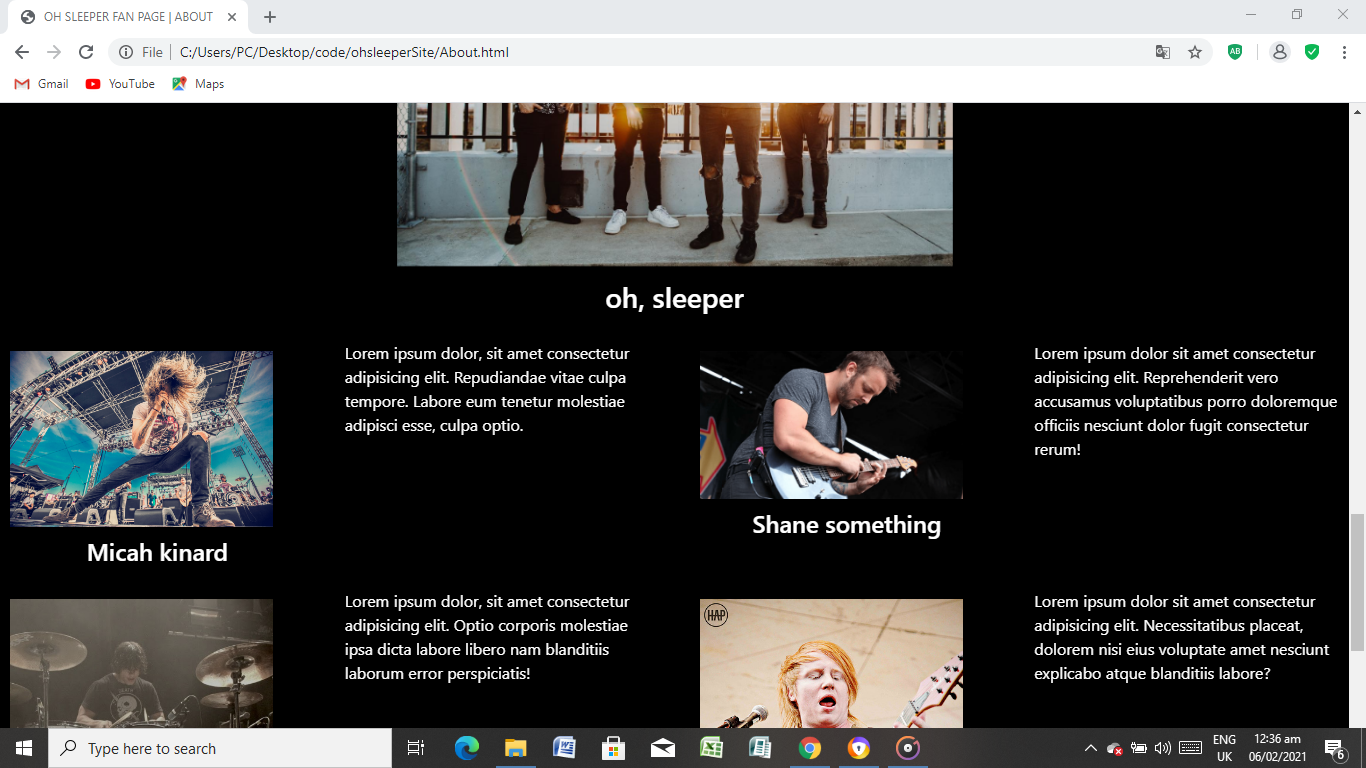 OH SLEEPER FAN PAGE | ABOUT
File | C:/Users/PC/Desktop/code/ohsleeperSite/About.html
AB
Gmail YouTube Maps
oh, sleeper
Lorem ipsum dolor, sit amet consectetur
adipisicing elit. Repudiandae vitae culpa
tempore. Labore eum tenetur molestiae
adipisci esse, culpa optio.
Micah kinard
Lorem ipsum dolor sit amet consectetur
adipisicing elit. Reprehenderit vero
accusamus voluptatibus porro doloremque
officiis nesciunt dolor fugit consectetur
rerum!
Shane something
Lorem ipsum dolor, sit amet consectetur
adipisicing elit. Optio corporis molestiae
ipsa dicta labore libero nam blanditiis
laborum error perspiciatis!
HAP
Lorem ipsum dolor sit amet consectetur
adipisicing elit. Necessitatibus placeat,
dolorem nisi eius voluptate amet nesciunt
explicabo atque blanditiis labore?
Type here to search
ENG
UK
12:36 am
06/02/2021
6